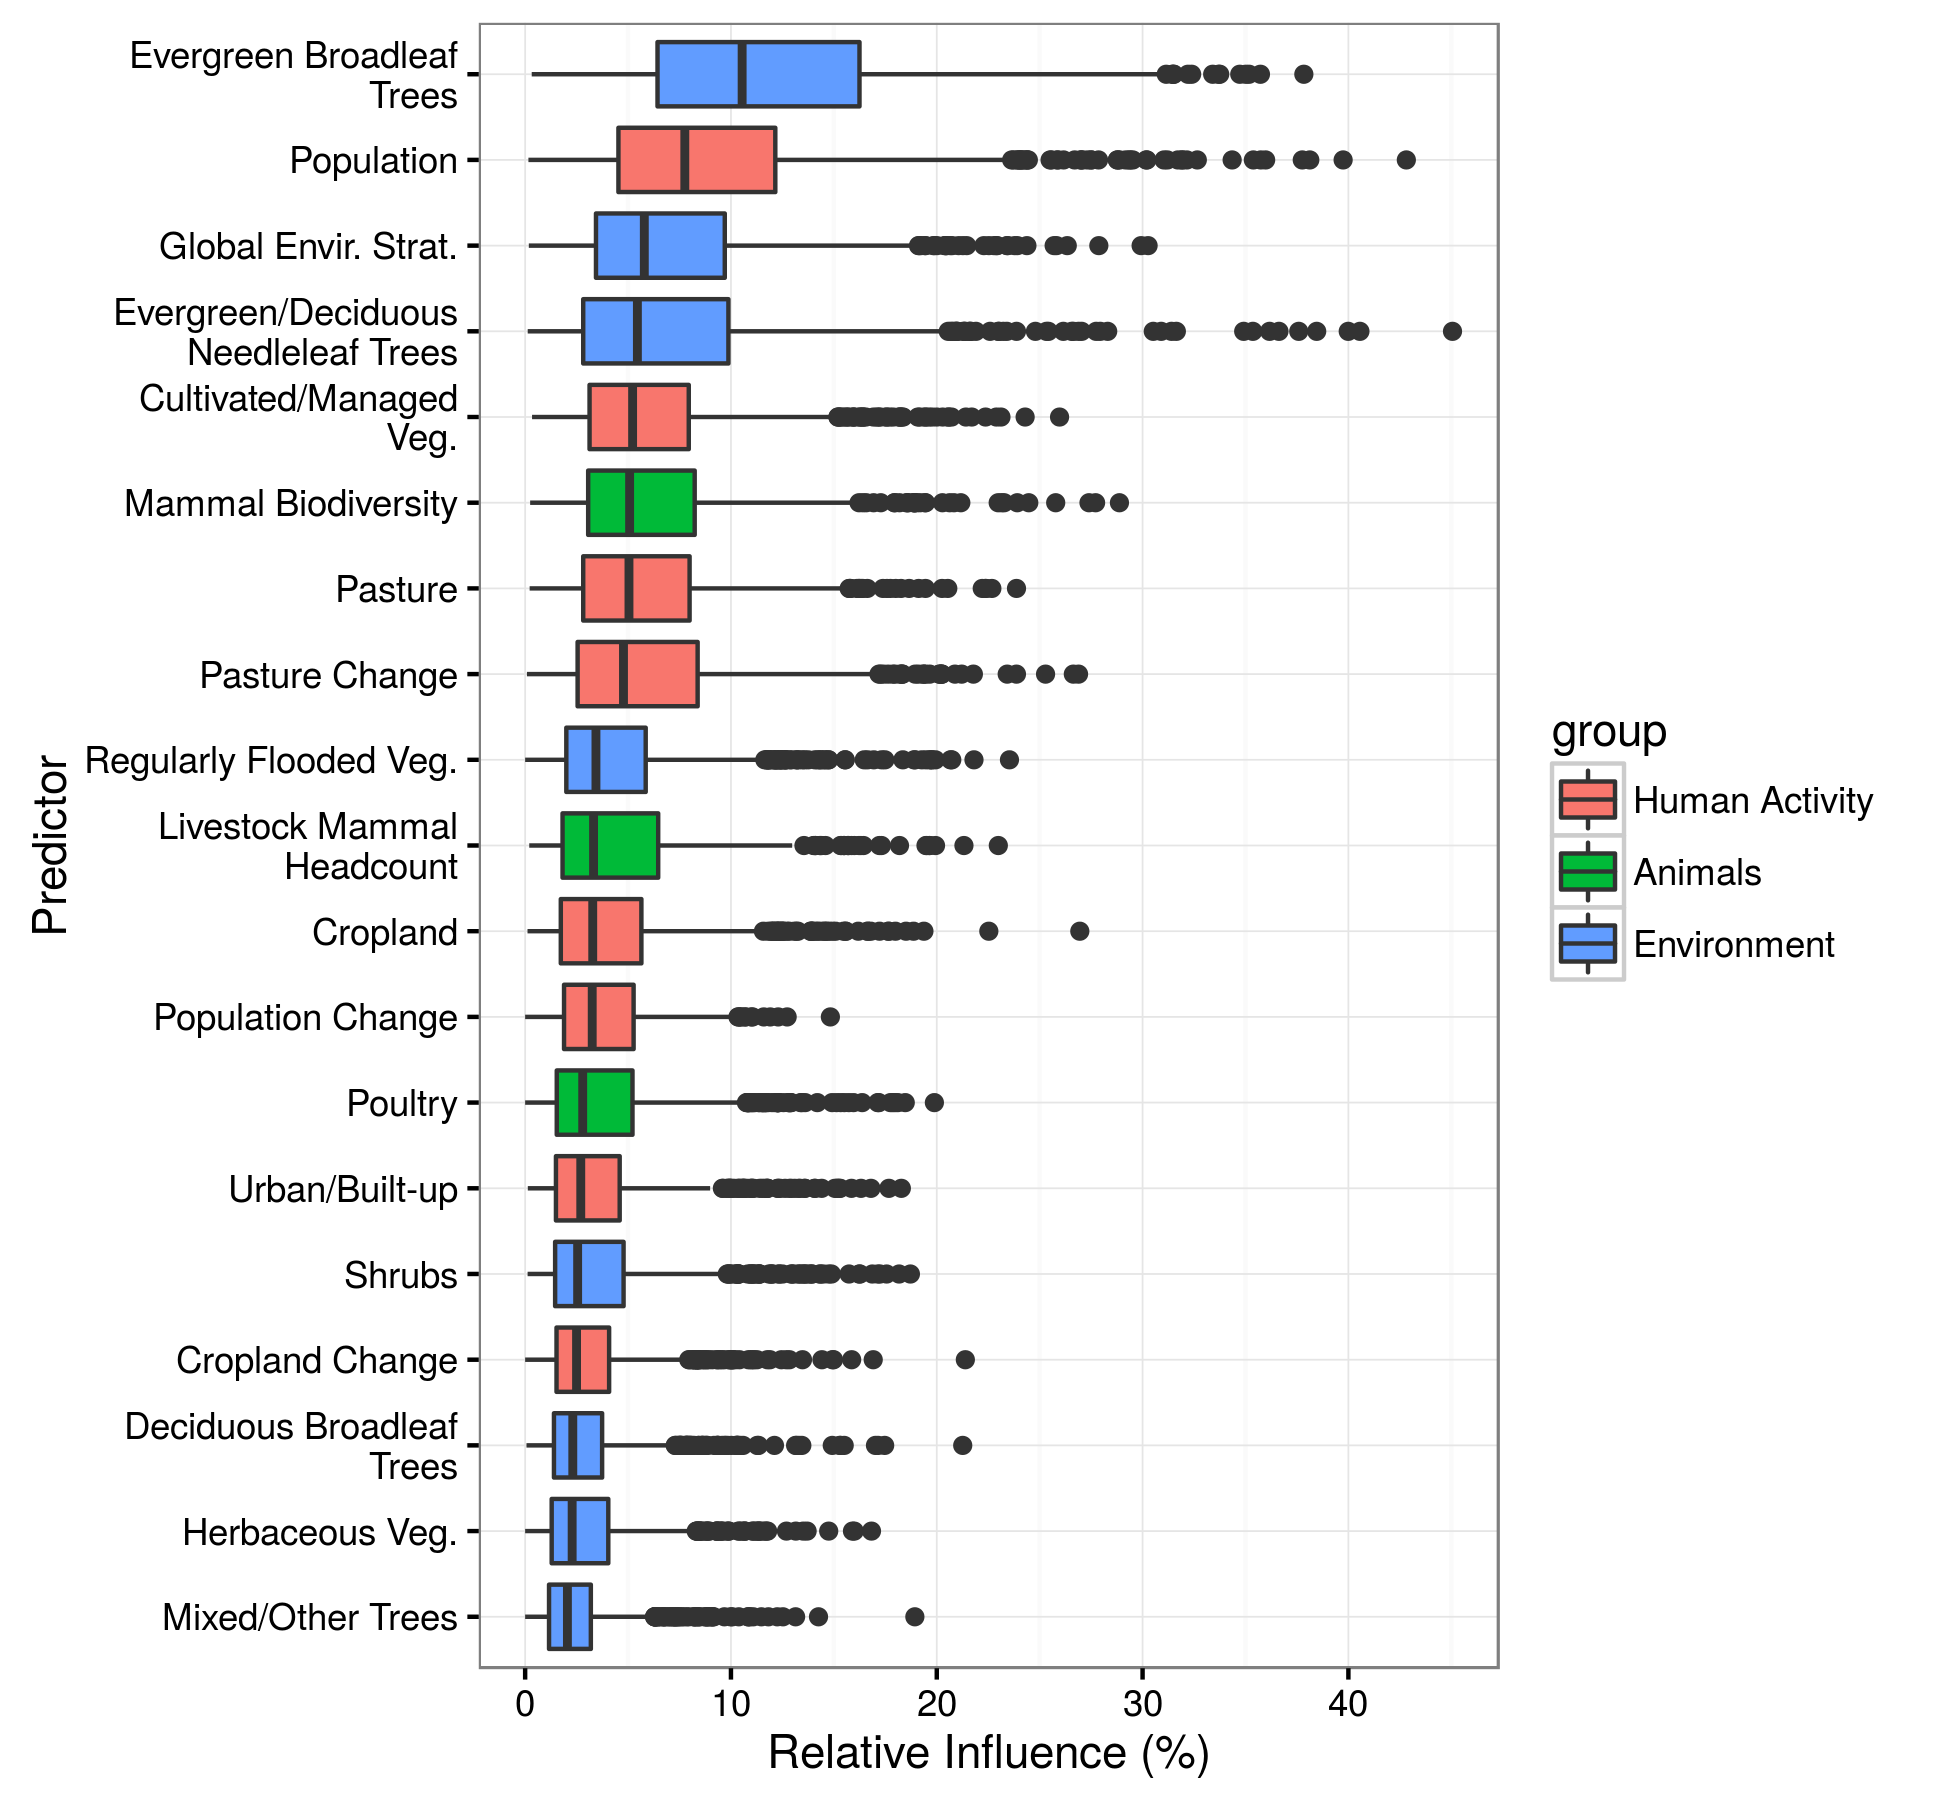 Evergreen Broadleaf
Trees
Population
Global Envir. Strat.
Evergreen/Deciduous
Needleleaf Trees
Cultivated/Managed
Veg.
Mammal Biodiversity
Pasture
Pasture Change
Regularly Flooded Veg.
Livestock Mammal
Headcount
Cropland
Population Change
Poultry
Urban/Built-up
Shrubs
Cropland Change
Deciduous Broadleaf
Trees
Herbaceous Veg.
Mixed/Other Trees
Predictor
0 10 20 30 40
Relative Influence (%)
group
Human Activity
Animals
Environment